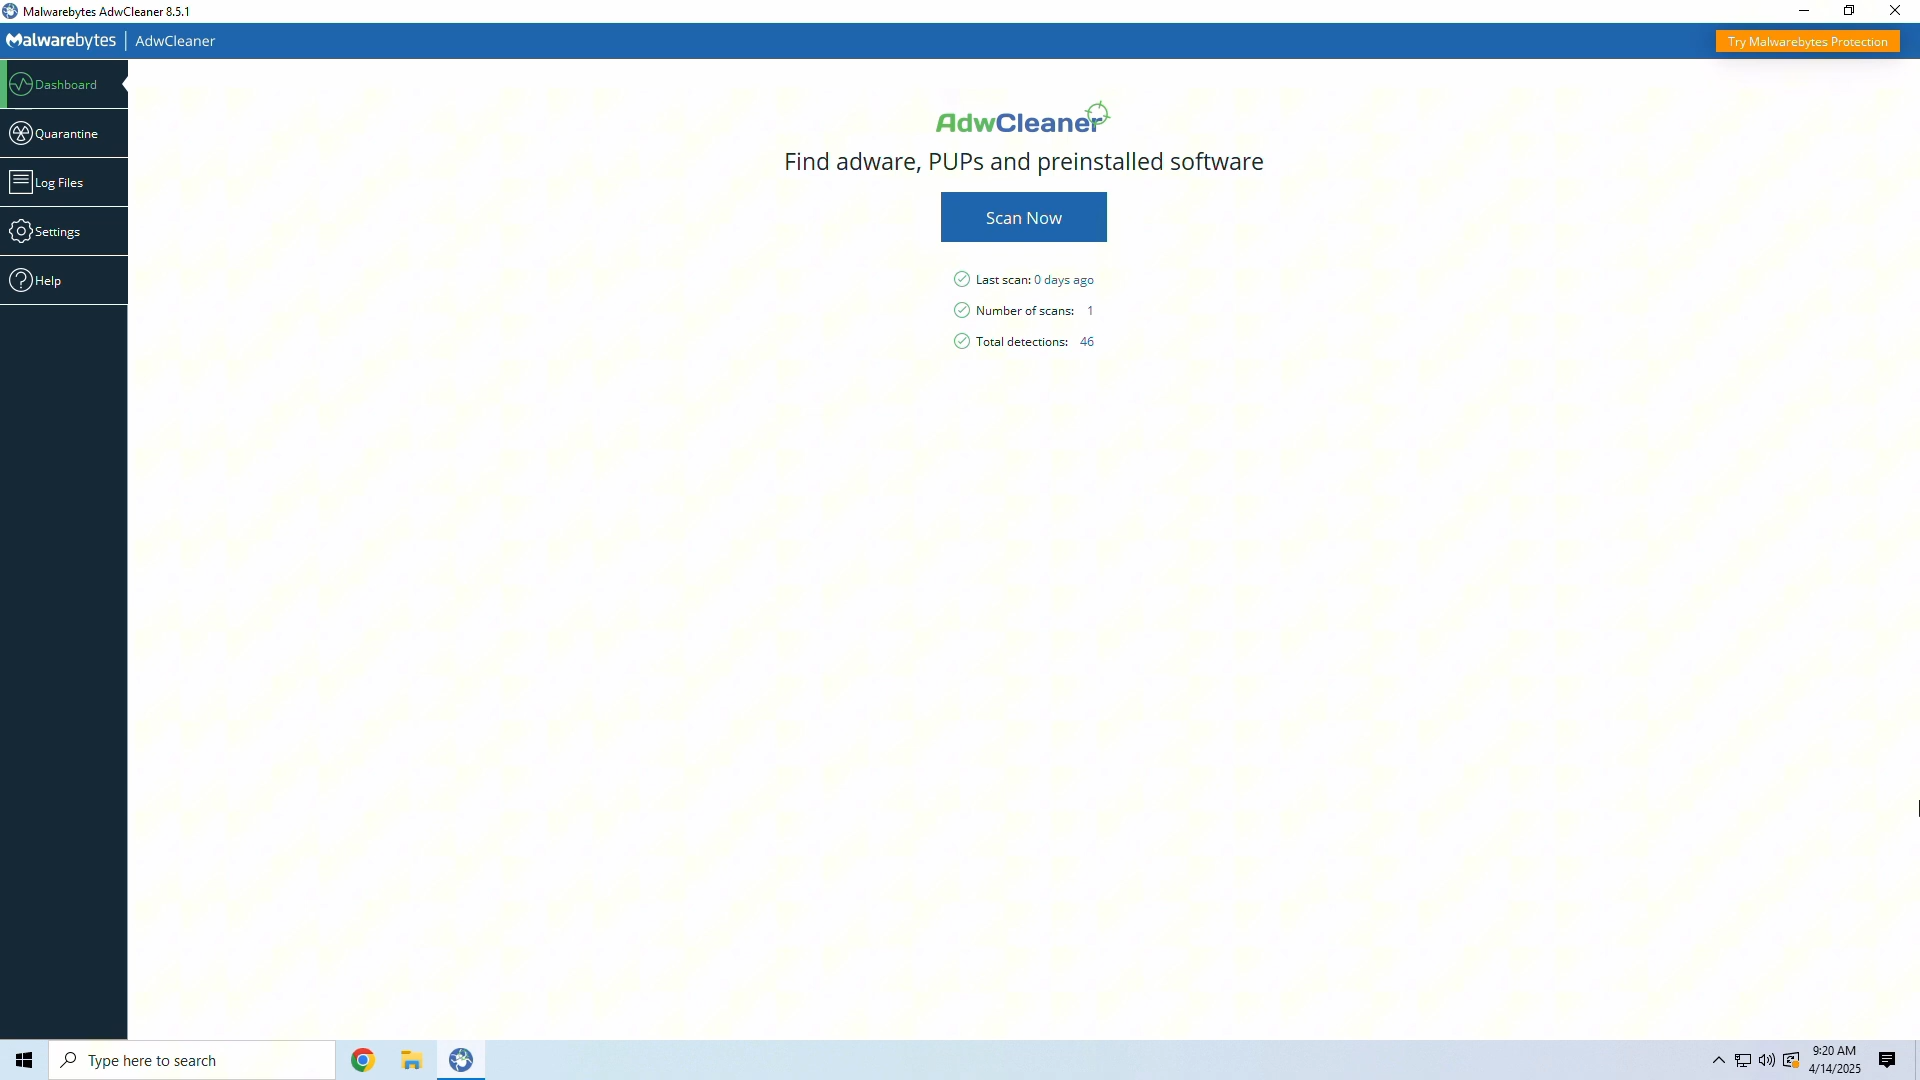 Malwarebytes AdwCleaner 8.5.1
Malwarebytes | AdwCleaner
Try Malwarebytes Protection
Dashboard
Quarantine
Log Files
Settings
Help
AdwCleaner
Find adware, PUPs and preinstalled software
Scan Now
Last scan: 0 days ago
Number of scans: 1
Total detections: 46
Type here to search
9:20 AM
4/14/2025